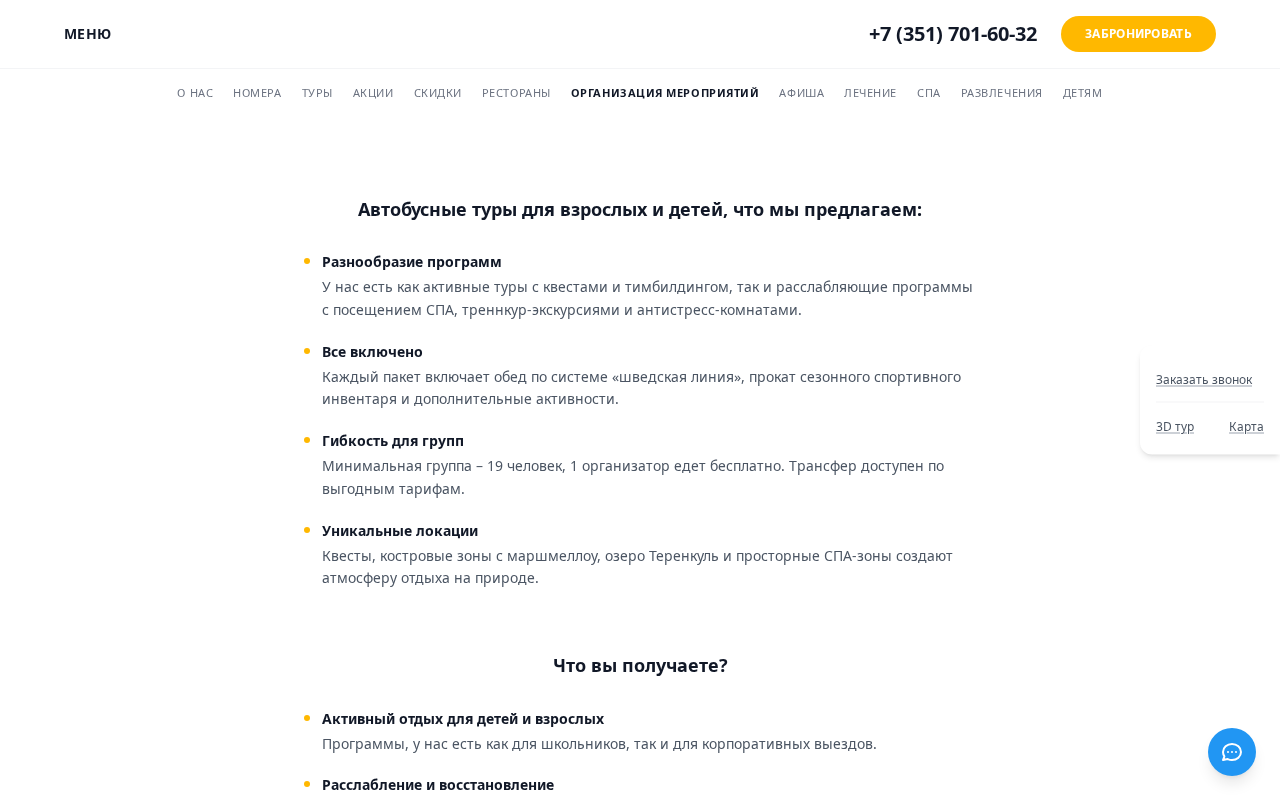 МЕНЮ
+7 (351) 701-60-32
ЗАБРОНИРОВАТЬ
О НАС НОМЕРА ТУРЫ АКЦИИ СКИДКИ РЕСТОРАНЫ ОРГАНИЗАЦИЯ МЕРОПРИЯТИЙ АФИША ЛЕЧЕНИЕ СПА РАЗВЛЕЧЕНИЯ ДЕТЯМ
Автобусные туры для взрослых и детей, что мы предлагаем:
Разнообразие программ
У нас есть как активные туры с квестами и тимбилдингом, так и расслабляющие программы
с посещением СПА, треннкур-экскурсиями и антистресс-комнатами.
Все включено
Каждый пакет включает обед по системе «шведская линия», прокат сезонного спортивного
инвентаря и дополнительные активности.
Гибкость для групп
Минимальная группа – 19 человек, 1 организатор едет бесплатно. Трансфер доступен по
выгодным тарифам.
Уникальные локации
Квесты, костровые зоны с маршмеллоу, озеро Теренкуль и просторные СПА-зоны создают
атмосферу отдыха на природе.
Заказать звонок
3D тур Карта
Что вы получаете?
Активный отдых для детей и взрослых
Программы, у нас есть как для школьников, так и для корпоративных выездов.
Расслабление и восстановление